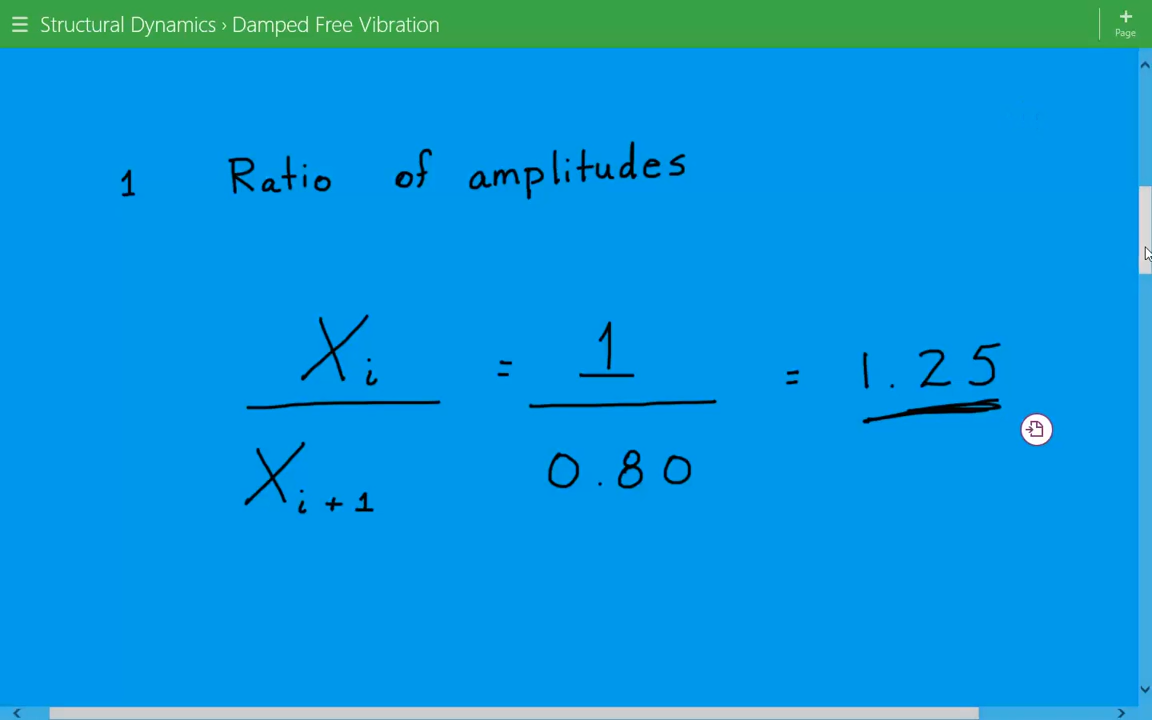 Structural Dynamics › Damped Free Vibration
+
Page
1 Ratio of amplitudes
Xi = 1 = 1.25
Xi + 1 0.80